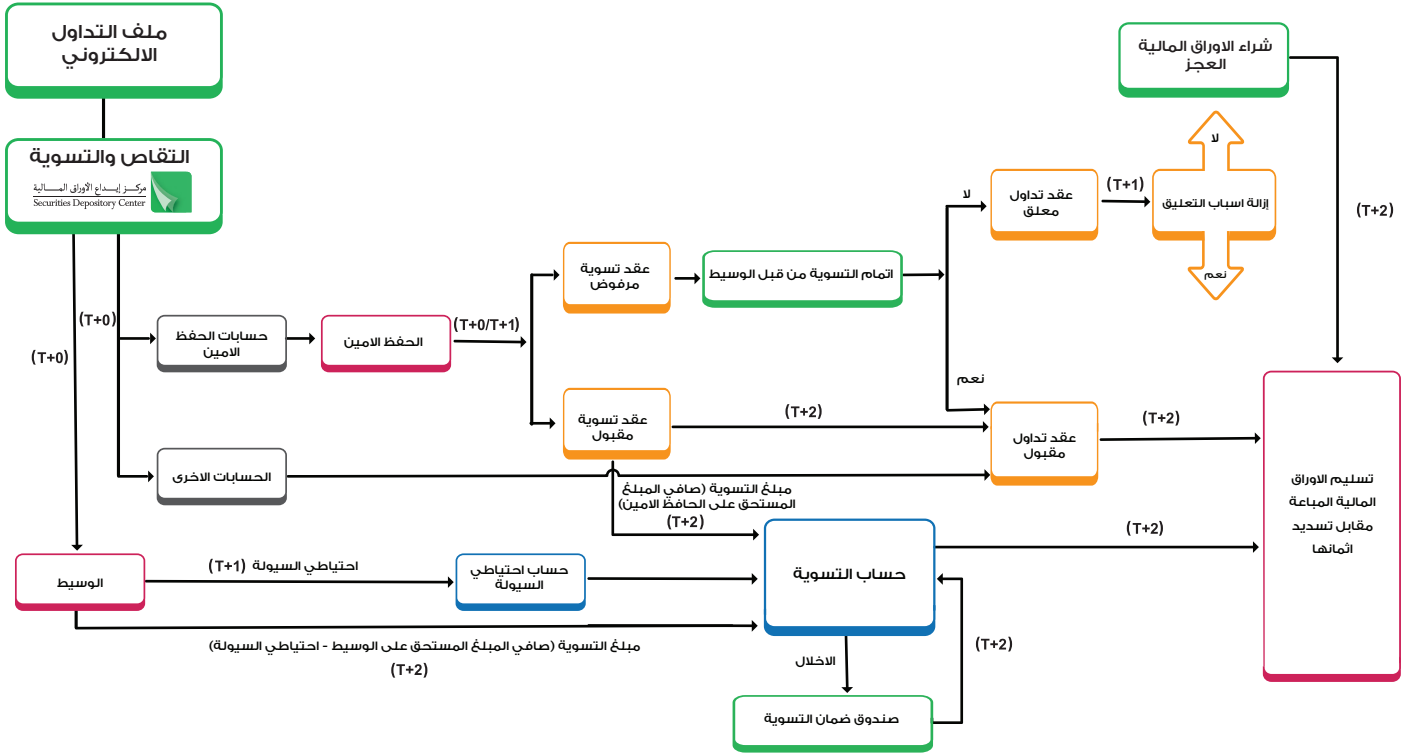 ملف التداول
الالكتروني
التقاص والتسوية
مركز إيداع الأوراق المالية
Securities Depository Center
(T+0)
(T+0)
حسابات الحفظ
الامين
الحفظ الامين
(T+0/T+1)
عقد تسوية
مرفوض
اتمام التسوية من قبل الوسيط
لا
عقد تداول
معلق
(T+1)
ازالة اسباب التعليق
لا
نعم
شراء الاوراق المالية
العجز
(T+2)
نعم
عقد تسوية
مقبول
(T+2)
عقد تداول
مقبول
(T+2)
الحسابات الاخرى
مبلغ التسوية (صافي المبلغ
المستحق على الحافظ الامين)
(T+2)
تسليم الاوراق
المالية المباعة
مقابل تسديد
اثمانها
الوسيط
احتياطي السيولة (T+1)
حساب احتياطي
السيولة
حساب التسوية
(T+2)
مبلغ التسوية (صافي المبلغ المستحق على الوسيط - احتياطي السيولة)
(T+2)
الاخلال
(T+2)
صندوق ضمان التسوية